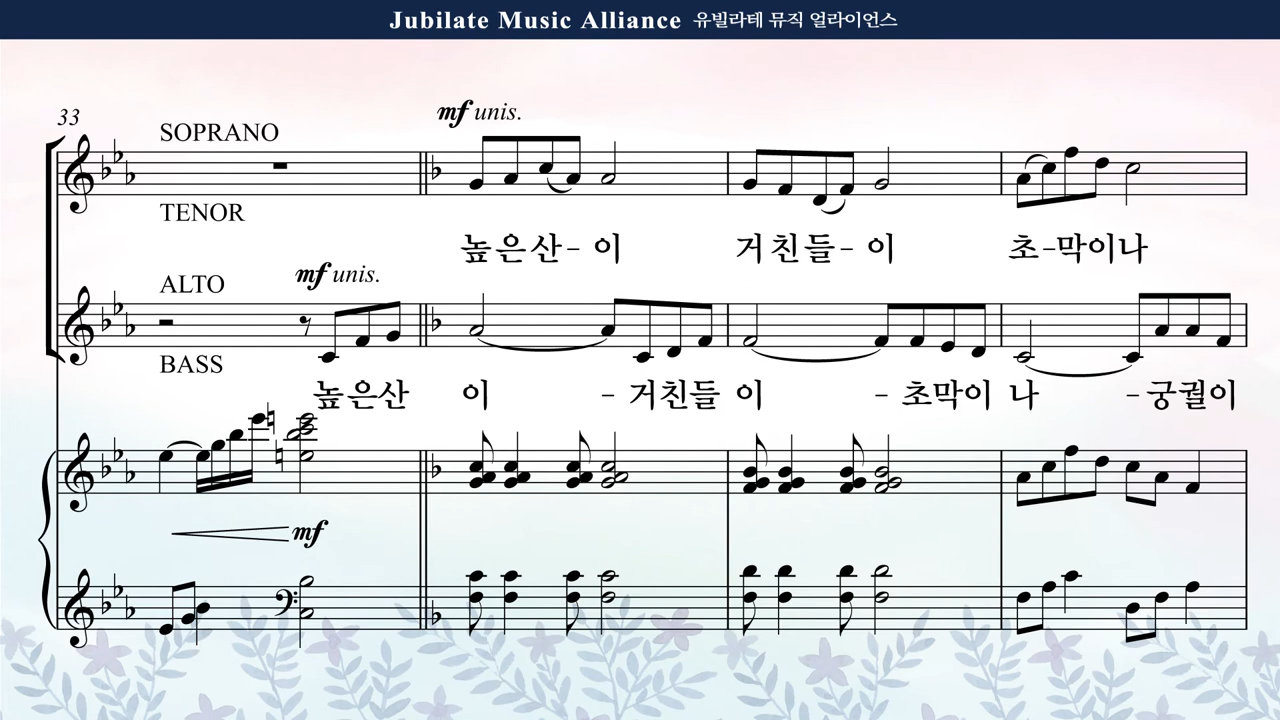 Jubilate Music Alliance 유빌라테 뮤직 얼라이언스
33
mf unis.
SOPRANO
TENOR
높은산-이 거친들-이 초-막이나
mf unis.
ALTO
BASS
높은산 이 -거친들 이 -초막이 나 -궁궐이
mf